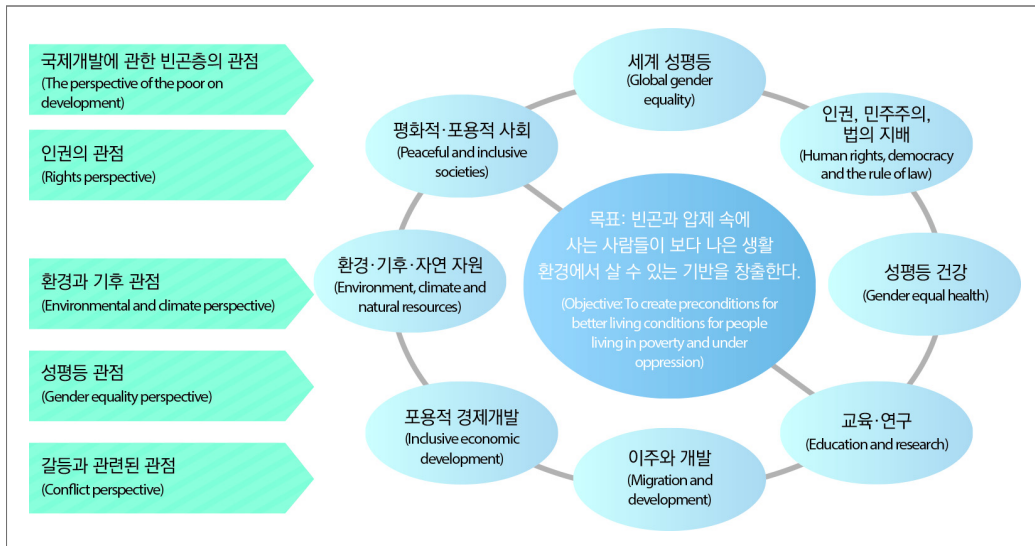 국제개발에 관한 빈곤층의 관점
(The perspective of the poor on
development)
인권의 관점
(Rights perspective)
환경과 기후 관점
(Environmental and climate perspective)
성평등 관점
(Gender equality perspective)
갈등과 관련된 관점
(Conflict perspective)
세계 성평등
(Global gender
equality)
인권, 민주주의,
법의 지배
(Human rights, democracy
and the rule of law)
성평등 건강
(Gender equal health)
교육·연구
(Education and research)
이주와 개발
(Migration and
development)
포용적 경제개발
(Inclusive economic
development)
환경·기후·자연 자원
(Environment, climate and
natural resources)
평화적·포용적 사회
(Peaceful and inclusive
societies)
목표: 빈곤과 압제 속에
사는 사람들이 보다 나은 생활
환경에서 살 수 있는 기반을 창출한다.
(Objective: To create preconditions for
better living conditions for people
living in poverty and under
oppression)